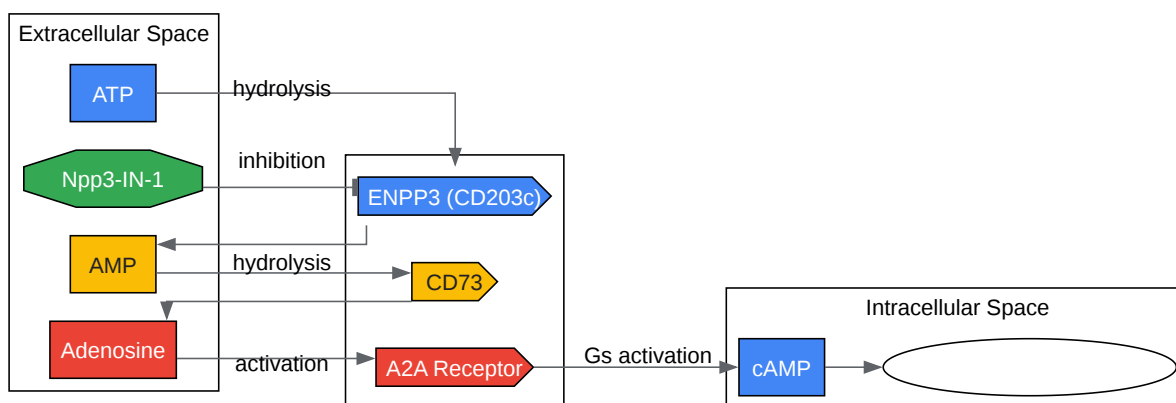 Extracellular Space
ATP
hydrolysis
Npp3-IN-1
inhibition
ENPP3 (CD203c)
AMP
hydrolysis
CD73
Adenosine
activation
A2A Receptor
Gs activation
Intracellular Space
cAMP